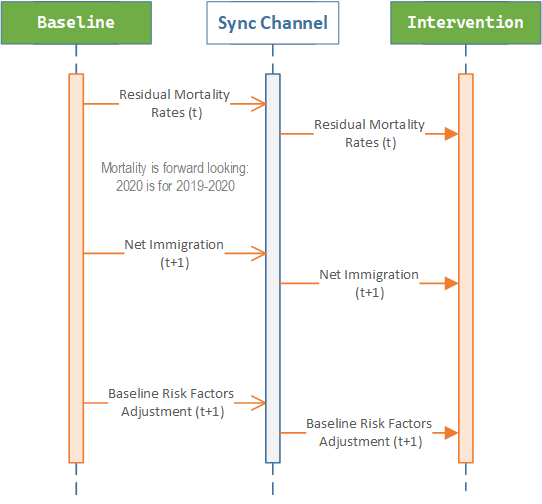 Baseline
Sync Channel
Intervention
Residual Mortality
Rates (t)
Residual Mortality
Rates (t)
Mortality is forward looking:
2020 is for 2019-2020
Net Immigration
(t+1)
Net Immigration
(t+1)
Baseline Risk Factors
Adjustment (t+1)
Baseline Risk Factors
Adjustment (t+1)